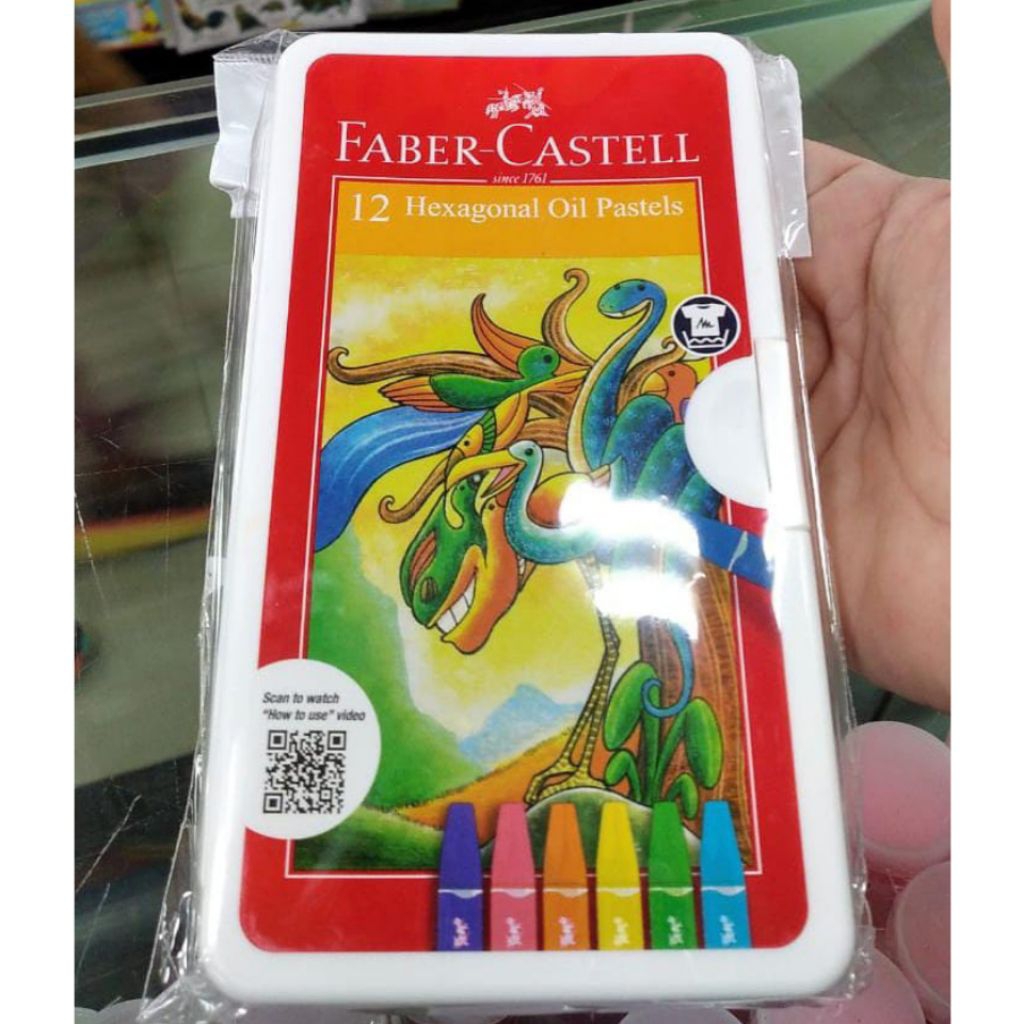 FABER-CASTELL
since 1761
12 Hexagonal Oil Pastels
Scan to watch
"How to use" video